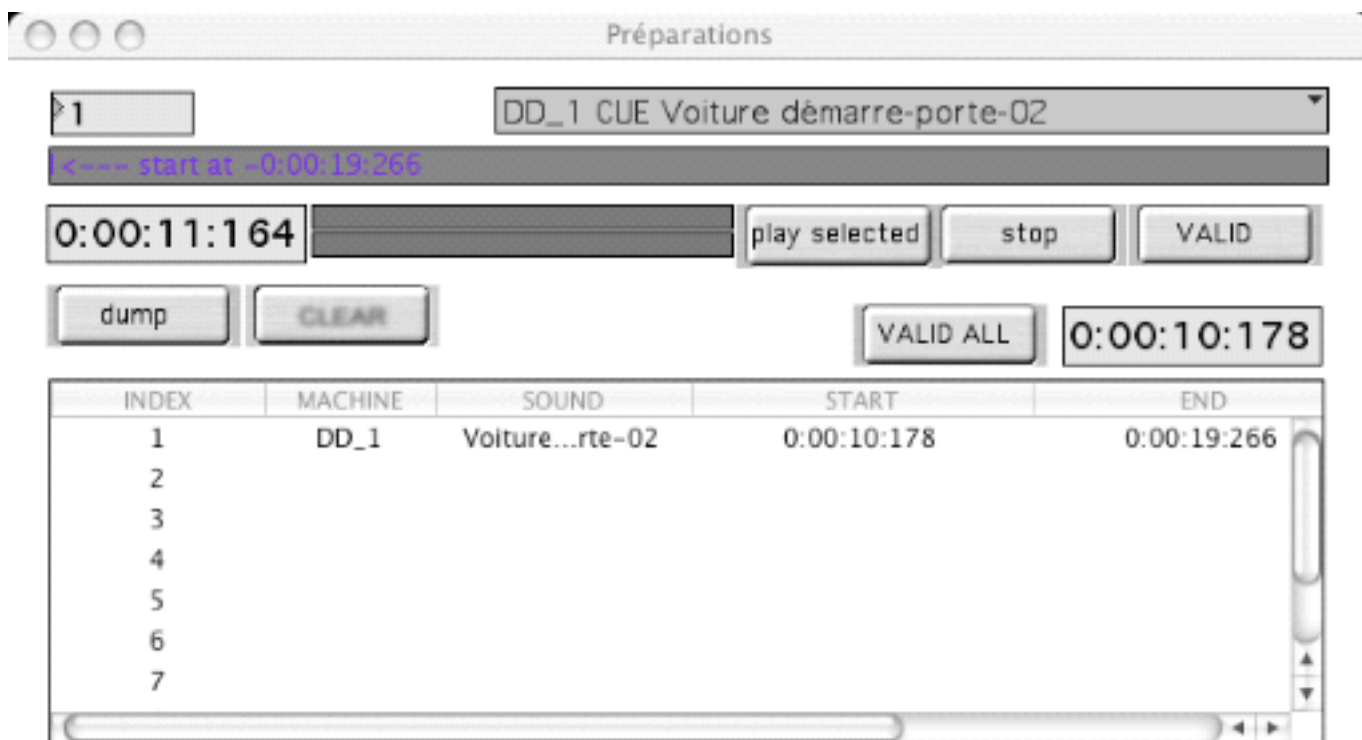 Préparations
1
DD_1 CUE Voiture démarre-porte-02
<--- start at -0:00:19:266
0:00:11:164 play selected stop VALID
dump CLEAR VALID ALL 0:00:10:178
INDEX MACHINE SOUND START END
1 DD_1 Voiture...rte-02 0:00:10:178 0:00:19:266
2
3
4
5
6
7